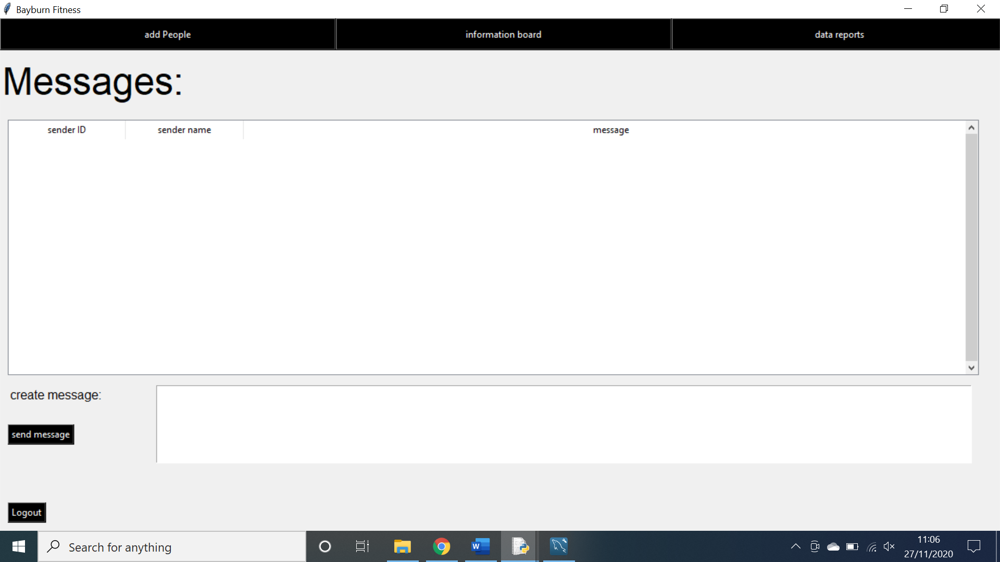 Bayburn Fitness
add People
information board
data reports
Messages:
sender ID
sender name
message
create message:
send message
Logout
Search for anything
W
11:06
27/11/2020